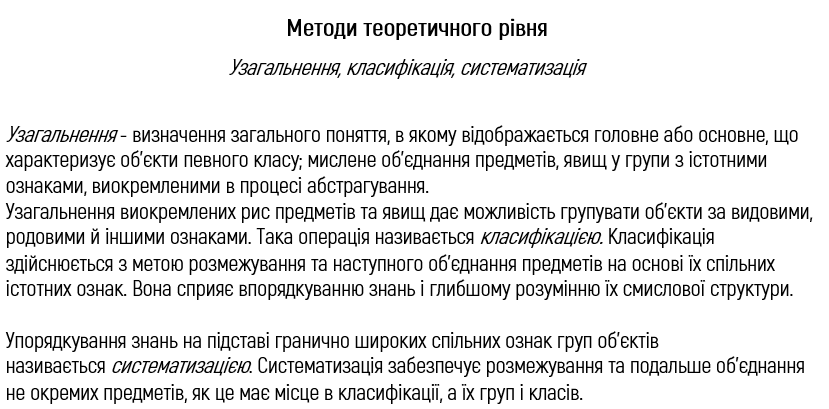 Методи теоретичного рівня
Узагальнення, класифікація, систематизація
Узагальнення - визначення загального поняття, в якому відображається головне або основне, що
характеризує об'єкти певного класу; мислене об'єднання предметів, явищ у групи з істотними
ознаками, виокремленими в процесі абстрагування.
Узагальнення виокремлених рис предметів та явищ дає можливість групувати об'єкти за видовими,
родовими й іншими ознаками. Така операція називається класифікацією. Класифікація
здійснюється з метою розмежування та наступного об'єднання предметів на основі їх спільних
істотних ознак. Вона сприяє впорядкуванню знань і глибшому розумінню їх смислової структури.
Упорядкування знань на підставі гранично широких спільних ознак груп об'єктів
називається систематизацією. Систематизація забезпечує розмежування та подальше об'єднання
не окремих предметів, як це має місце в класифікації, а їх груп і класів.